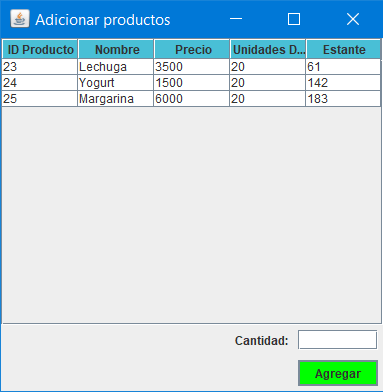 Adicionar productos
ID Producto Nombre Precio Unidades D... Estante
23 Lechuga 3500 20 61
24 Yogurt 1500 20 142
25 Margarina 6000 20 183
Cantidad:
Agregar